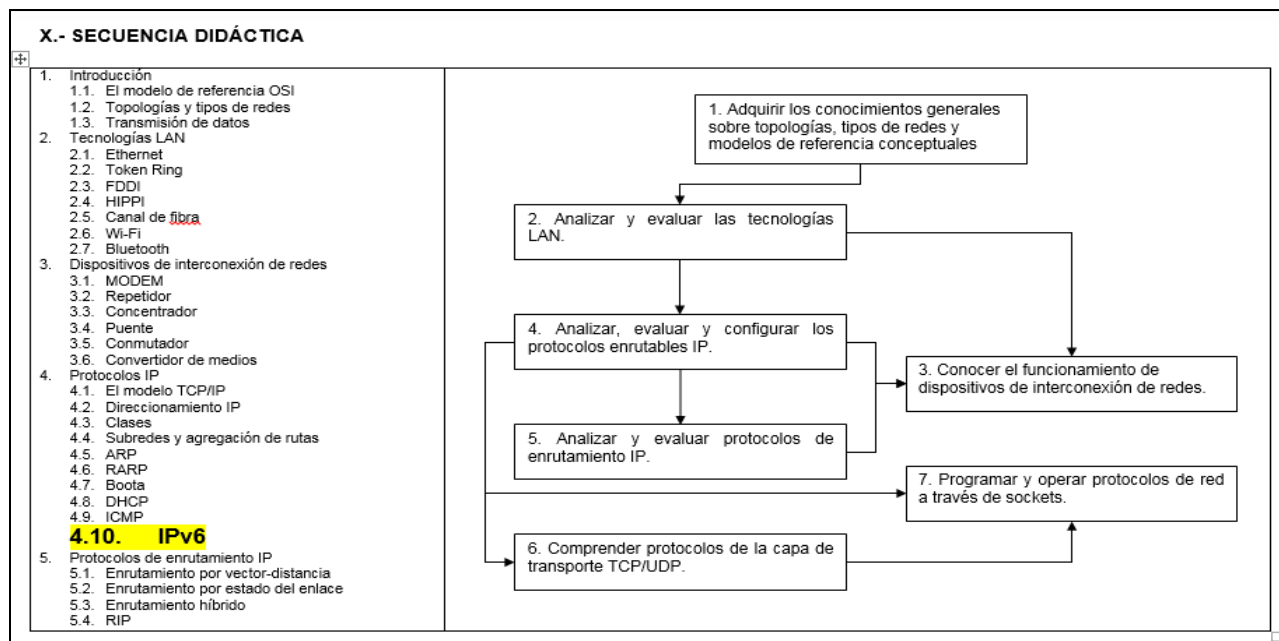 X.- SECUENCIA DIDÁCTICA
1. Introducción
1.1. El modelo de referencia OSI
1.2. Topologías y tipos de redes
1.3. Transmisión de datos
2. Tecnologías LAN
2.1. Ethernet
2.2. Token Ring
2.3. FDDI
2.4. HIPPI
2.5. Canal de fibra
2.6. Wi-Fi
2.7. Bluetooth
3. Dispositivos de interconexión de redes
3.1. MODEM
3.2. Repetidor
3.3. Concentrador
3.4. Puente
3.5. Conmutador
3.6. Convertidor de medios
4. Protocolos IP
4.1. El modelo TCP/IP
4.2. Direccionamiento IP
4.3. Clases
4.4. Subredes y agregación de rutas
4.5. ARP
4.6. RARP
4.7. Boota
4.8. DHCP
4.9. ICMP
4.10. IPv6
5. Protocolos de enrutamiento IP
5.1. Enrutamiento por vector-distancia
5.2. Enrutamiento por estado del enlace
5.3. Enrutamiento híbrido
5.4. RIP
1. Adquirir los conocimientos generales
sobre topologías, tipos de redes y
modelos de referencia conceptuales
2. Analizar y evaluar las tecnologías
LAN.
4. Analizar, evaluar y configurar los
protocolos enrutables IP.
3. Conocer el funcionamiento de
dispositivos de interconexión de redes.
5. Analizar y evaluar protocolos de
enrutamiento IP.
7. Programar y operar protocolos de red
a través de sockets.
6. Comprender protocolos de la capa de
transporte TCP/UDP.